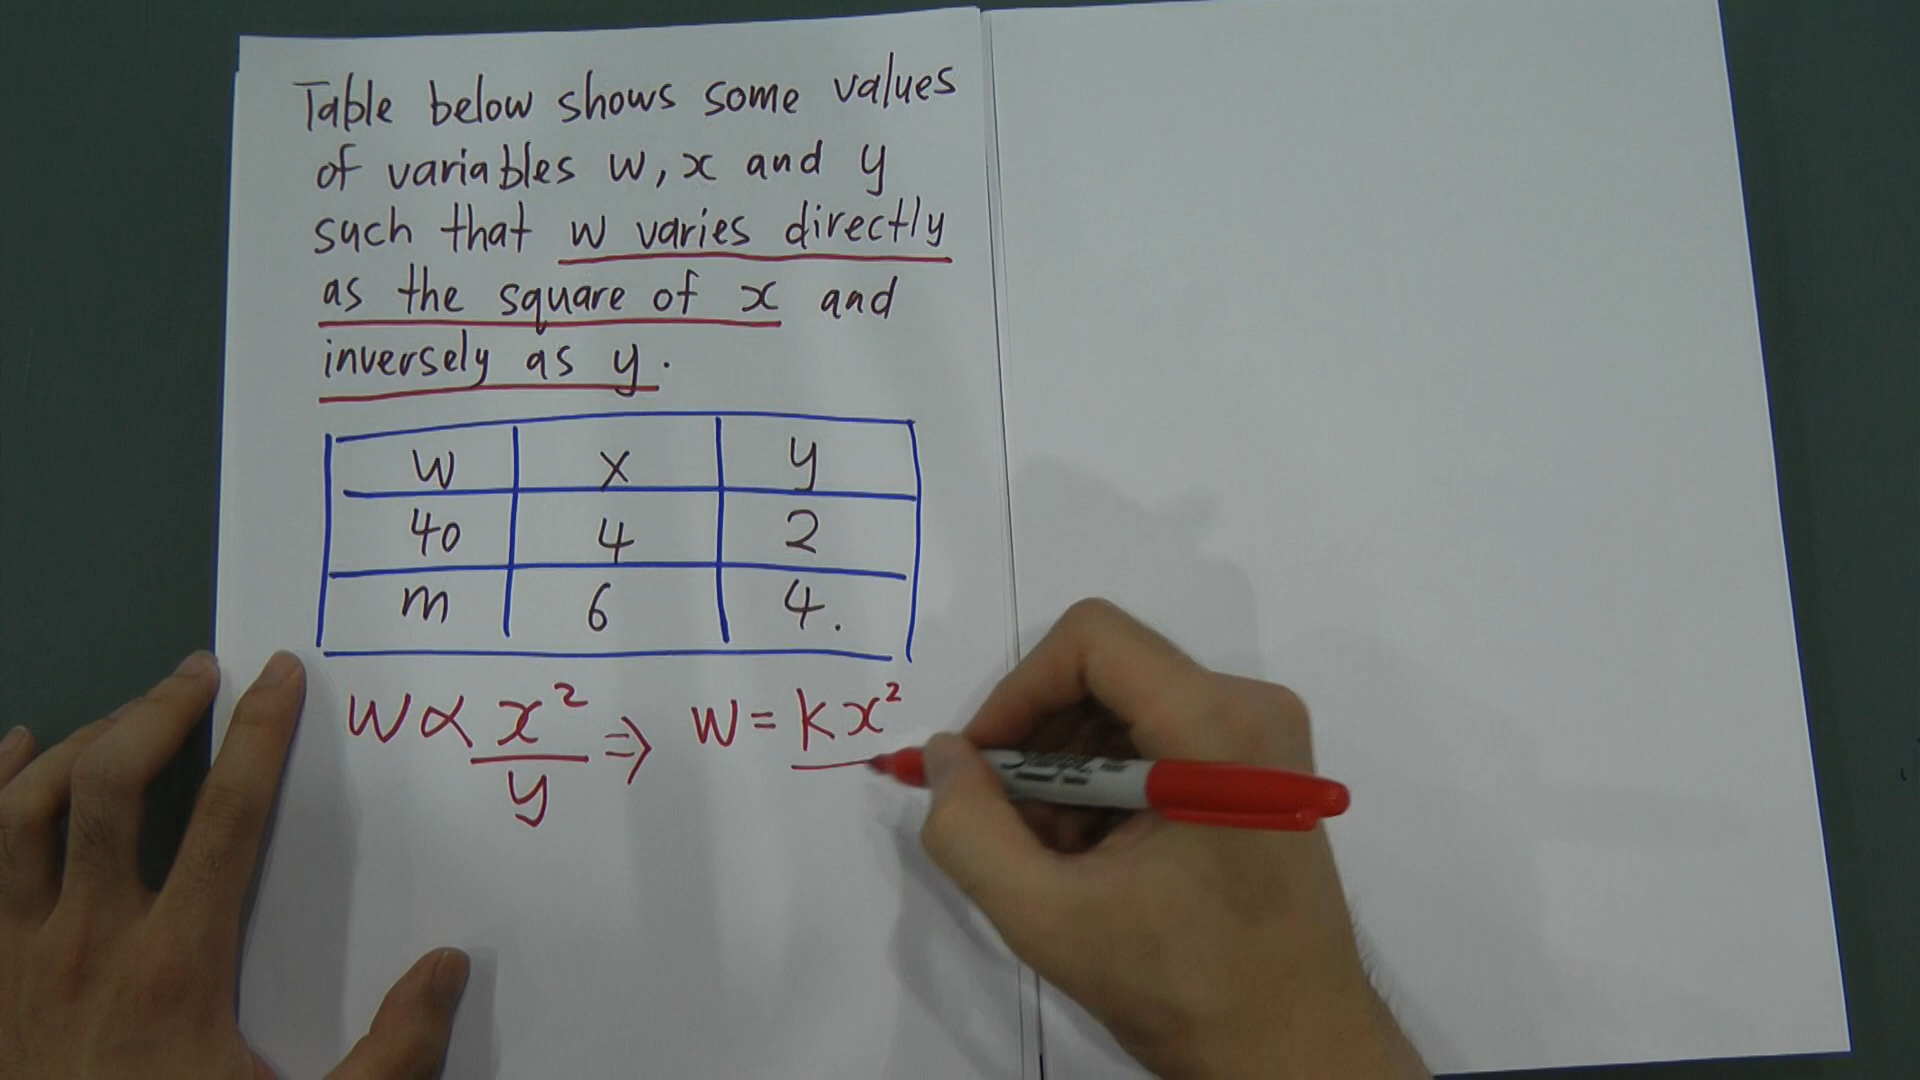 Table below shows some values
of variables w, x and y
such that w varies directly
as the square of x and
inversely as y.
w x y
40 4 2
m 6 4.
w ∝ x²/y ⇒ w = kx²